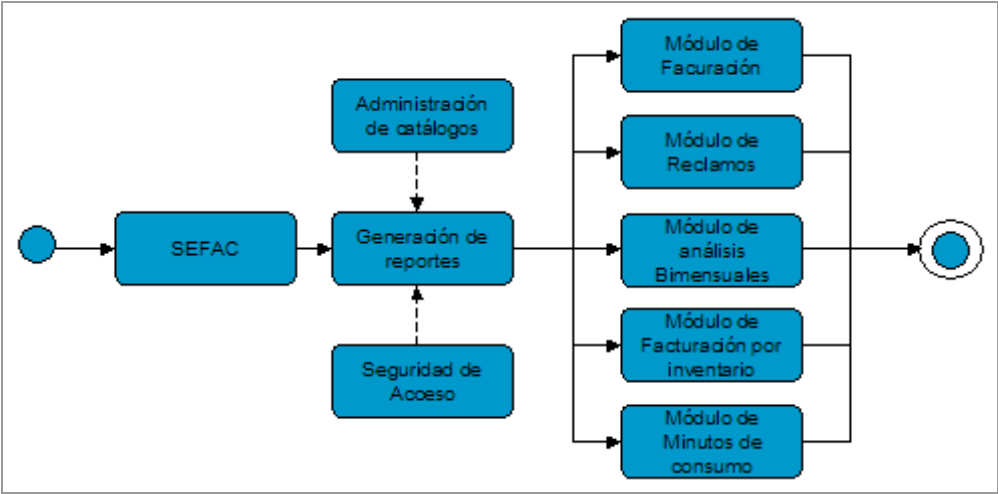 Módulo de
Facuración
Administración
de catálogos
Módulo de
Reclamos
SEFAC
Generación de
reportes
Módulo de
análisis
Bimensuales
Módulo de
Facturación por
inventario
Seguridad de
Acceso
Módulo de
Minutos de
consumo